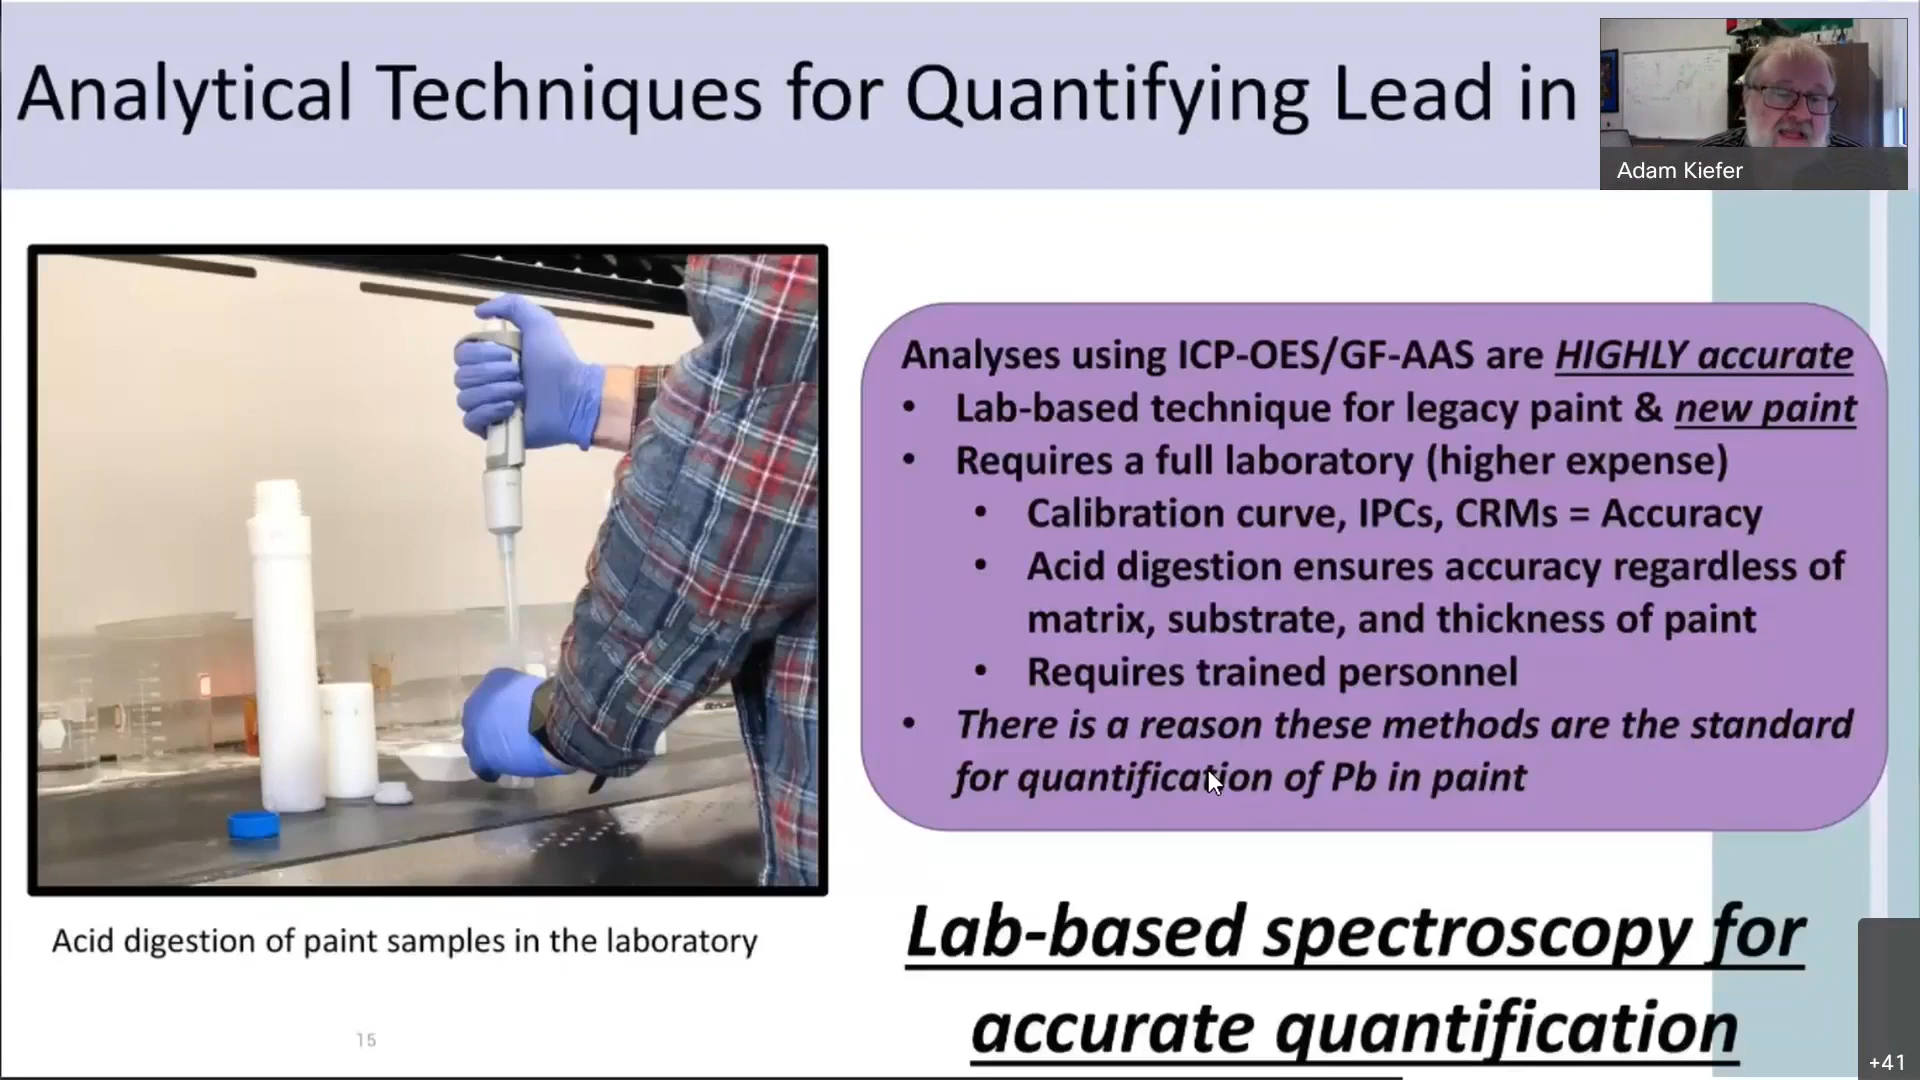 Analytical Techniques for Quantifying Lead in
Adam Kiefer
Analyses using ICP-OES/GF-AAS are HIGHLY accurate
• Lab-based technique for legacy paint & new paint
• Requires a full laboratory (higher expense)
• Calibration curve, IPCs, CRMs = Accuracy
• Acid digestion ensures accuracy regardless of
matrix, substrate, and thickness of paint
• Requires trained personnel
• There is a reason these methods are the standard
for quantification of Pb in paint
Acid digestion of paint samples in the laboratory
Lab-based spectroscopy for
accurate quantification
15
+41